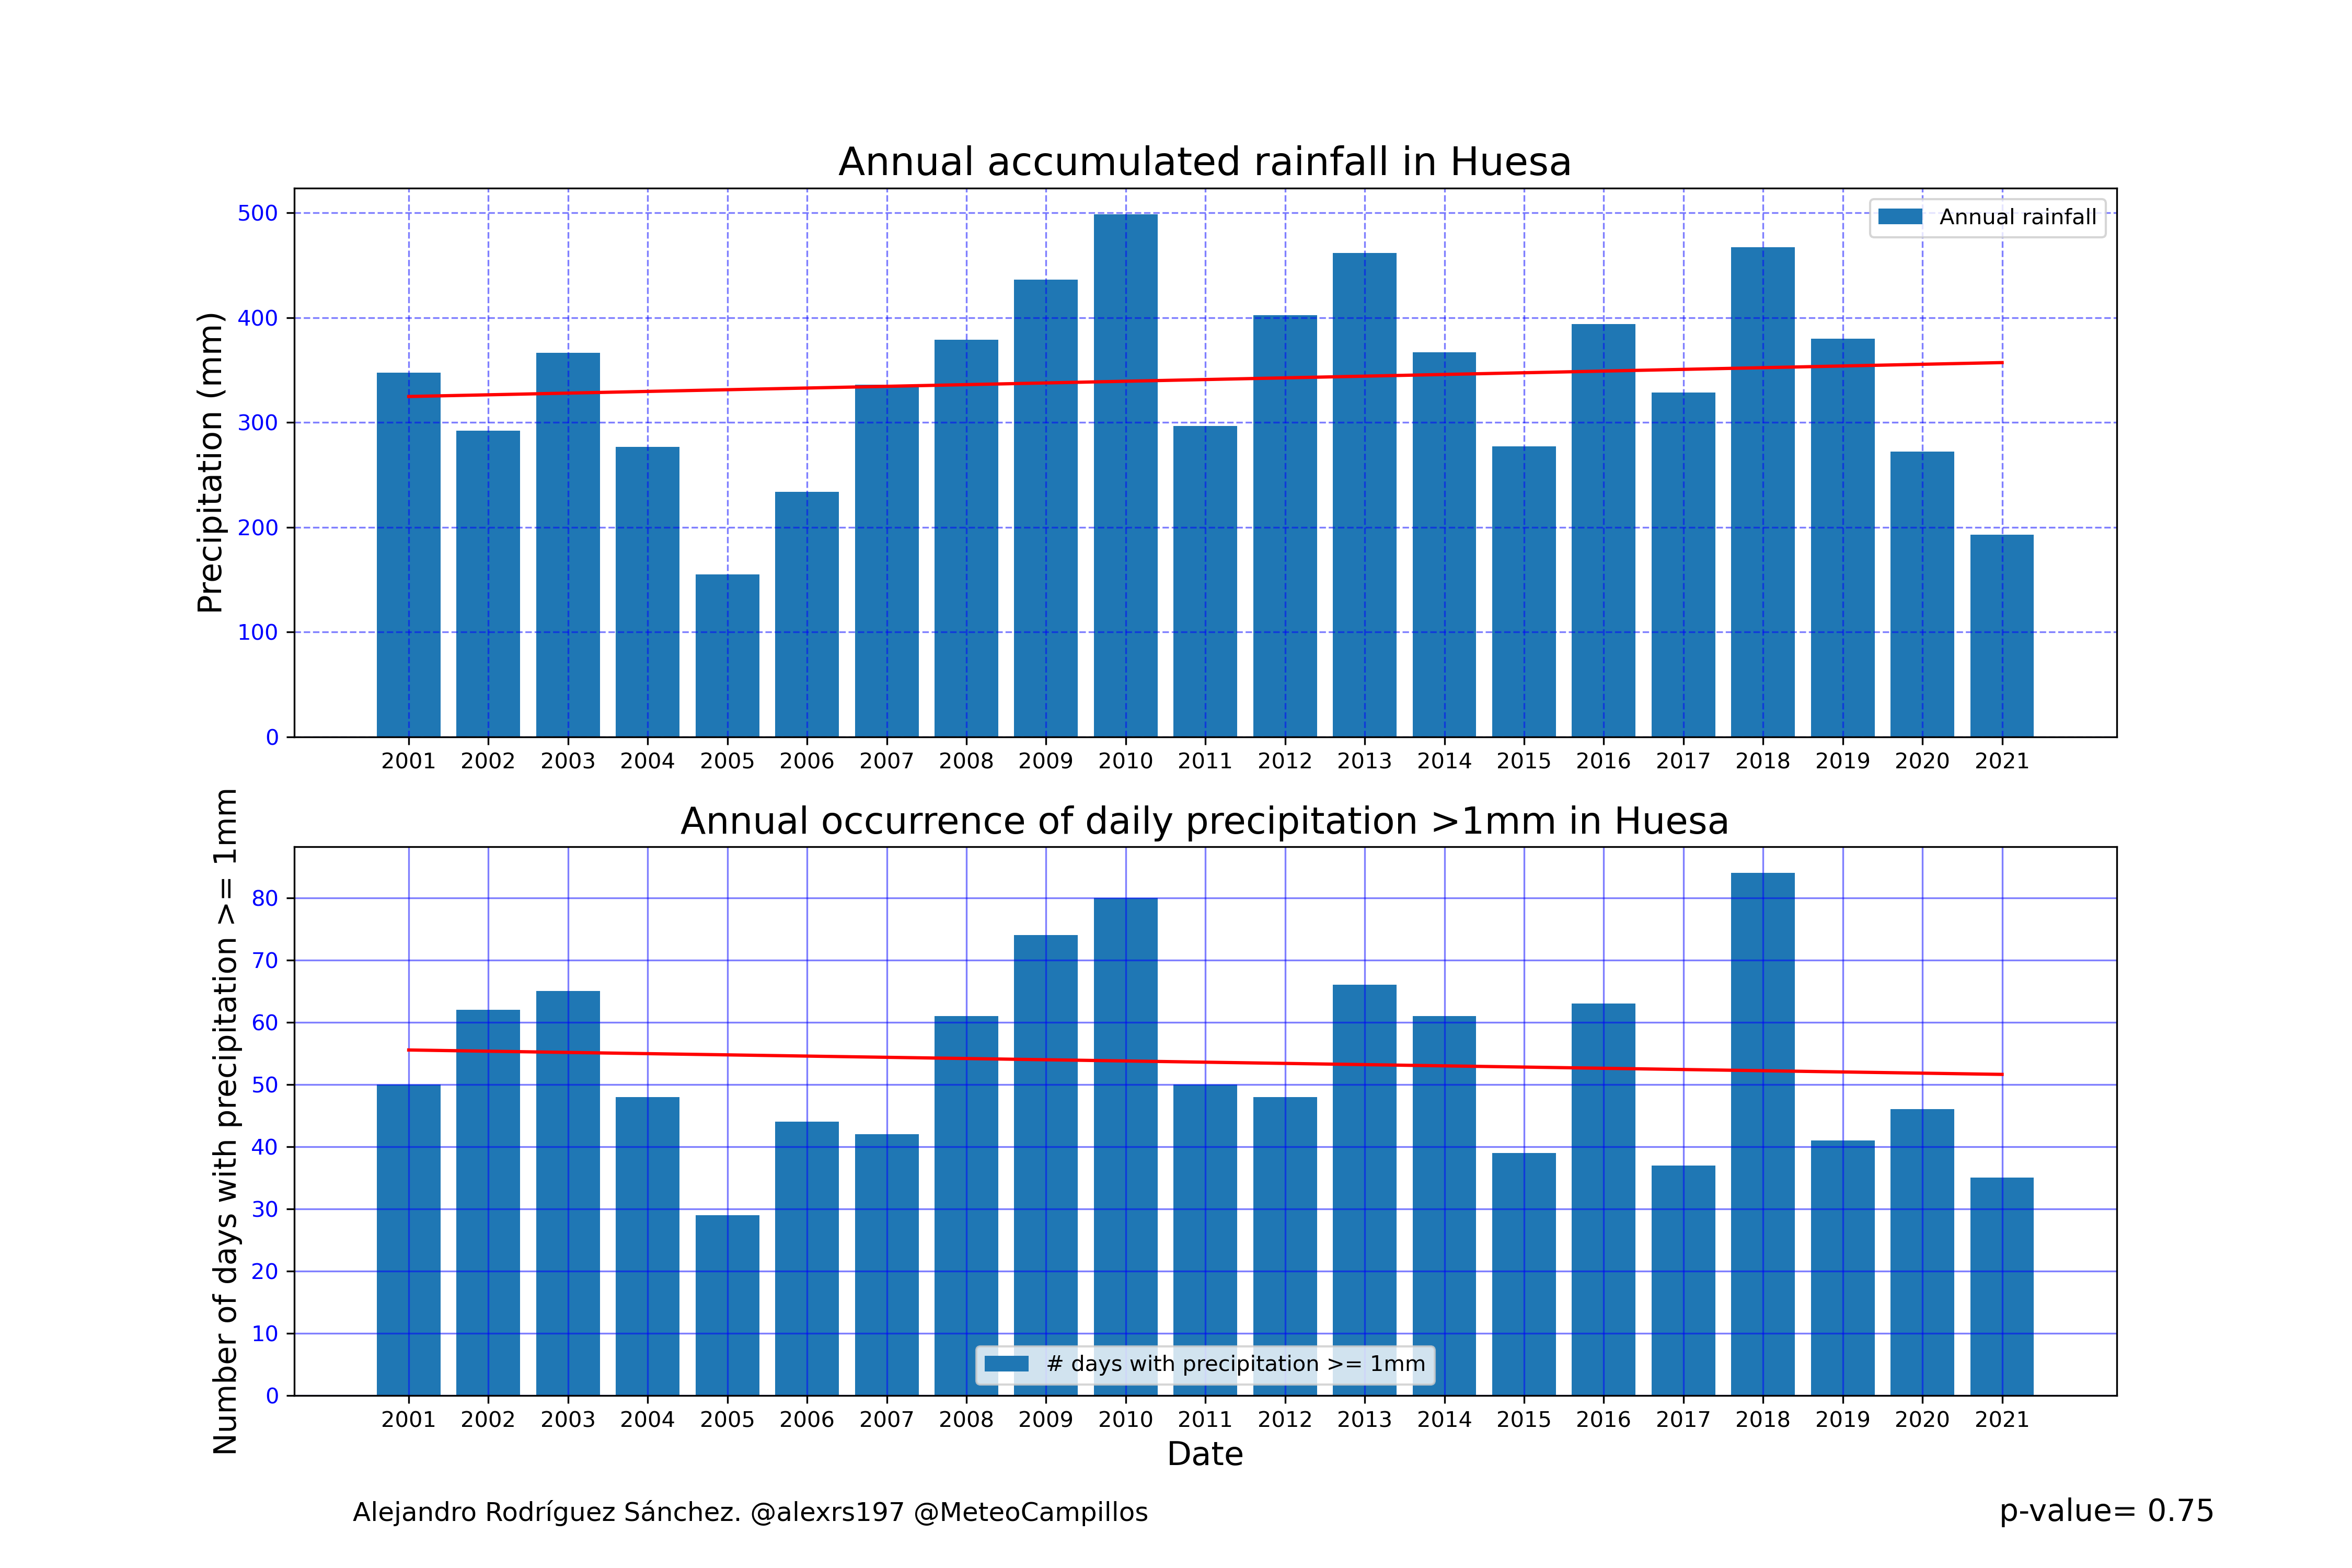 Annual accumulated rainfall in Huesa
Precipitation (mm)
500
400
300
200
100
0
Annual rainfall
2001 2002 2003 2004 2005 2006 2007 2008 2009 2010 2011 2012 2013 2014 2015 2016 2017 2018 2019 2020 2021
Annual occurrence of daily precipitation >1mm in Huesa
Number of days with precipitation >= 1mm
80
70
60
50
40
30
20
10
0
# days with precipitation >= 1mm
2001 2002 2003 2004 2005 2006 2007 2008 2009 2010 2011 2012 2013 2014 2015 2016 2017 2018 2019 2020 2021
Date
Alejandro Rodríguez Sánchez. @alexrs197 @MeteoCampillos
p-value= 0.75